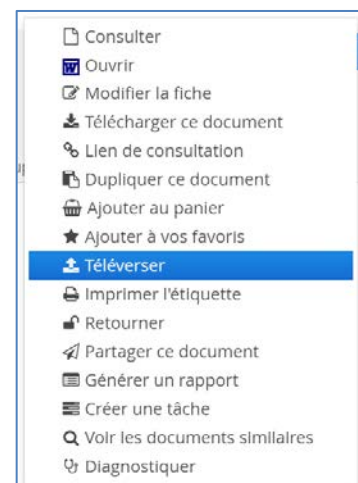 Consulter
Ouvrir
Modifier la fiche
Télécharger ce document
Lien de consultation
Dupliquer ce document
Ajouter au panier
Ajouter à vos favoris
Téléverser
Imprimer l'étiquette
Retourner
Partager ce document
Générer un rapport
Créer une tâche
Voir les documents similaires
Diagnostiquer